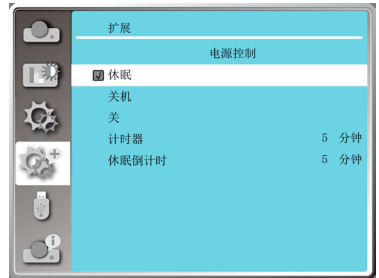 扩展
电源控制
休眠
关机
关
计时器 5 分钟
休眠倒计时 5 分钟